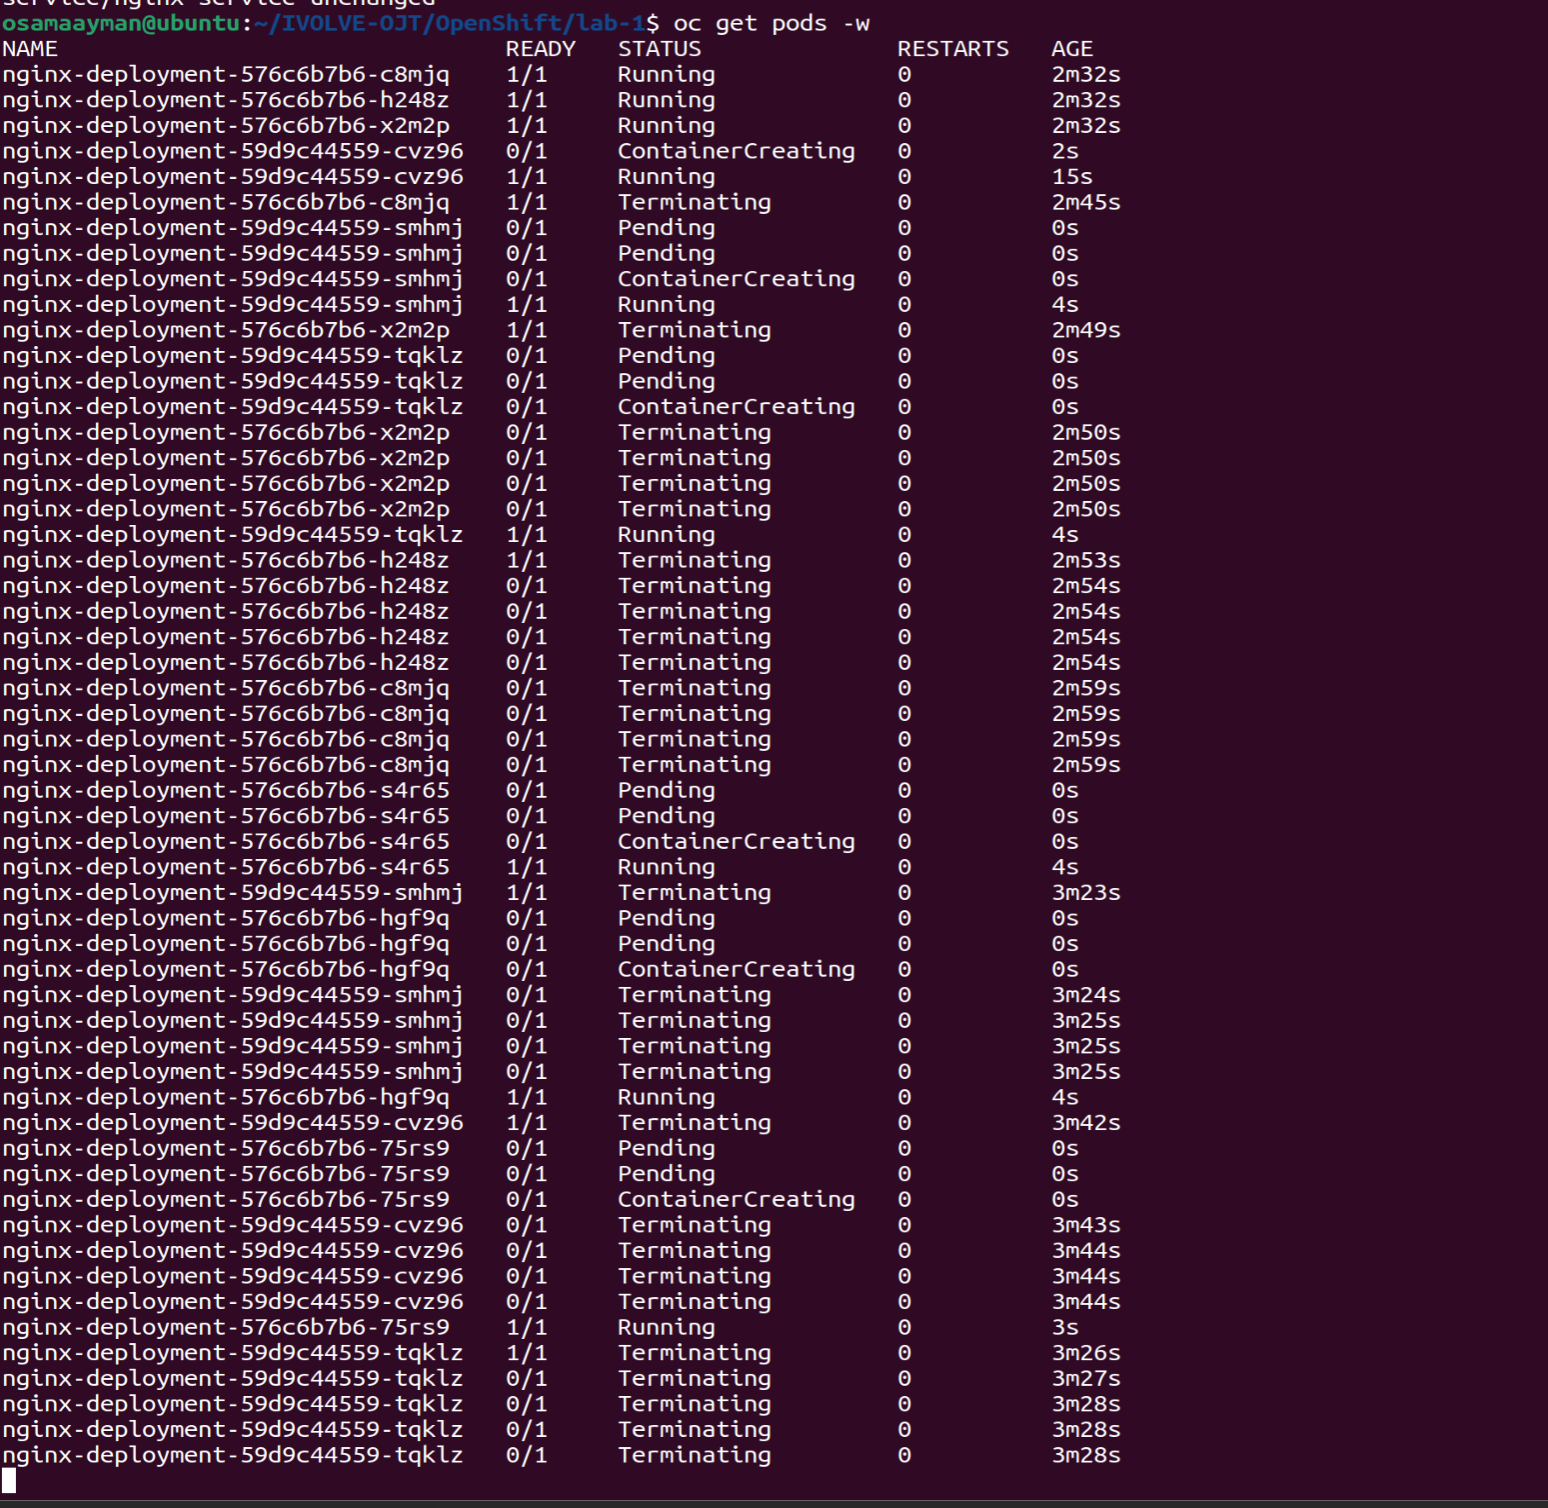 service/nginx-service unchanged
osamaayman@ubuntu:~/IVOLVE-OJT/OpenShift/lab-1$ oc get pods -w
NAME                                READY   STATUS              RESTARTS   AGE
nginx-deployment-576c6b7b6-c8mjq    1/1     Running             0          2m32s
nginx-deployment-576c6b7b6-h248z    1/1     Running             0          2m32s
nginx-deployment-576c6b7b6-x2m2p    1/1     Running             0          2m32s
nginx-deployment-59d9c44559-cvz96   0/1     ContainerCreating   0          2s
nginx-deployment-59d9c44559-cvz96   1/1     Running             0          15s
nginx-deployment-576c6b7b6-c8mjq    1/1     Terminating         0          2m45s
nginx-deployment-59d9c44559-smhmj   0/1     Pending             0          0s
nginx-deployment-59d9c44559-smhmj   0/1     Pending             0          0s
nginx-deployment-59d9c44559-smhmj   0/1     ContainerCreating   0          0s
nginx-deployment-59d9c44559-smhmj   1/1     Running             0          4s
nginx-deployment-576c6b7b6-x2m2p    1/1     Terminating         0          2m49s
nginx-deployment-59d9c44559-tqklz   0/1     Pending             0          0s
nginx-deployment-59d9c44559-tqklz   0/1     Pending             0          0s
nginx-deployment-59d9c44559-tqklz   0/1     ContainerCreating   0          0s
nginx-deployment-576c6b7b6-x2m2p    0/1     Terminating         0          2m50s
nginx-deployment-576c6b7b6-x2m2p    0/1     Terminating         0          2m50s
nginx-deployment-576c6b7b6-x2m2p    0/1     Terminating         0          2m50s
nginx-deployment-576c6b7b6-x2m2p    0/1     Terminating         0          2m50s
nginx-deployment-59d9c44559-tqklz   1/1     Running             0          4s
nginx-deployment-576c6b7b6-h248z    1/1     Terminating         0          2m53s
nginx-deployment-576c6b7b6-h248z    0/1     Terminating         0          2m54s
nginx-deployment-576c6b7b6-h248z    0/1     Terminating         0          2m54s
nginx-deployment-576c6b7b6-h248z    0/1     Terminating         0          2m54s
nginx-deployment-576c6b7b6-h248z    0/1     Terminating         0          2m54s
nginx-deployment-576c6b7b6-c8mjq    0/1     Terminating         0          2m59s
nginx-deployment-576c6b7b6-c8mjq    0/1     Terminating         0          2m59s
nginx-deployment-576c6b7b6-c8mjq    0/1     Terminating         0          2m59s
nginx-deployment-576c6b7b6-c8mjq    0/1     Terminating         0          2m59s
nginx-deployment-576c6b7b6-s4r65    0/1     Pending             0          0s
nginx-deployment-576c6b7b6-s4r65    0/1     Pending             0          0s
nginx-deployment-576c6b7b6-s4r65    0/1     ContainerCreating   0          0s
nginx-deployment-576c6b7b6-s4r65    1/1     Running             0          4s
nginx-deployment-59d9c44559-smhmj   1/1     Terminating         0          3m23s
nginx-deployment-576c6b7b6-hgf9q    0/1     Pending             0          0s
nginx-deployment-576c6b7b6-hgf9q    0/1     Pending             0          0s
nginx-deployment-576c6b7b6-hgf9q    0/1     ContainerCreating   0          0s
nginx-deployment-59d9c44559-smhmj   0/1     Terminating         0          3m24s
nginx-deployment-59d9c44559-smhmj   0/1     Terminating         0          3m25s
nginx-deployment-59d9c44559-smhmj   0/1     Terminating         0          3m25s
nginx-deployment-59d9c44559-smhmj   0/1     Terminating         0          3m25s
nginx-deployment-576c6b7b6-hgf9q    1/1     Running             0          4s
nginx-deployment-59d9c44559-cvz96   1/1     Terminating         0          3m42s
nginx-deployment-576c6b7b6-75rs9    0/1     Pending             0          0s
nginx-deployment-576c6b7b6-75rs9    0/1     Pending             0          0s
nginx-deployment-576c6b7b6-75rs9    0/1     ContainerCreating   0          0s
nginx-deployment-59d9c44559-cvz96   0/1     Terminating         0          3m43s
nginx-deployment-59d9c44559-cvz96   0/1     Terminating         0          3m44s
nginx-deployment-59d9c44559-cvz96   0/1     Terminating         0          3m44s
nginx-deployment-59d9c44559-cvz96   0/1     Terminating         0          3m44s
nginx-deployment-576c6b7b6-75rs9    1/1     Running             0          3s
nginx-deployment-59d9c44559-tqklz   1/1     Terminating         0          3m26s
nginx-deployment-59d9c44559-tqklz   0/1     Terminating         0          3m27s
nginx-deployment-59d9c44559-tqklz   0/1     Terminating         0          3m28s
nginx-deployment-59d9c44559-tqklz   0/1     Terminating         0          3m28s
nginx-deployment-59d9c44559-tqklz   0/1     Terminating         0          3m28s